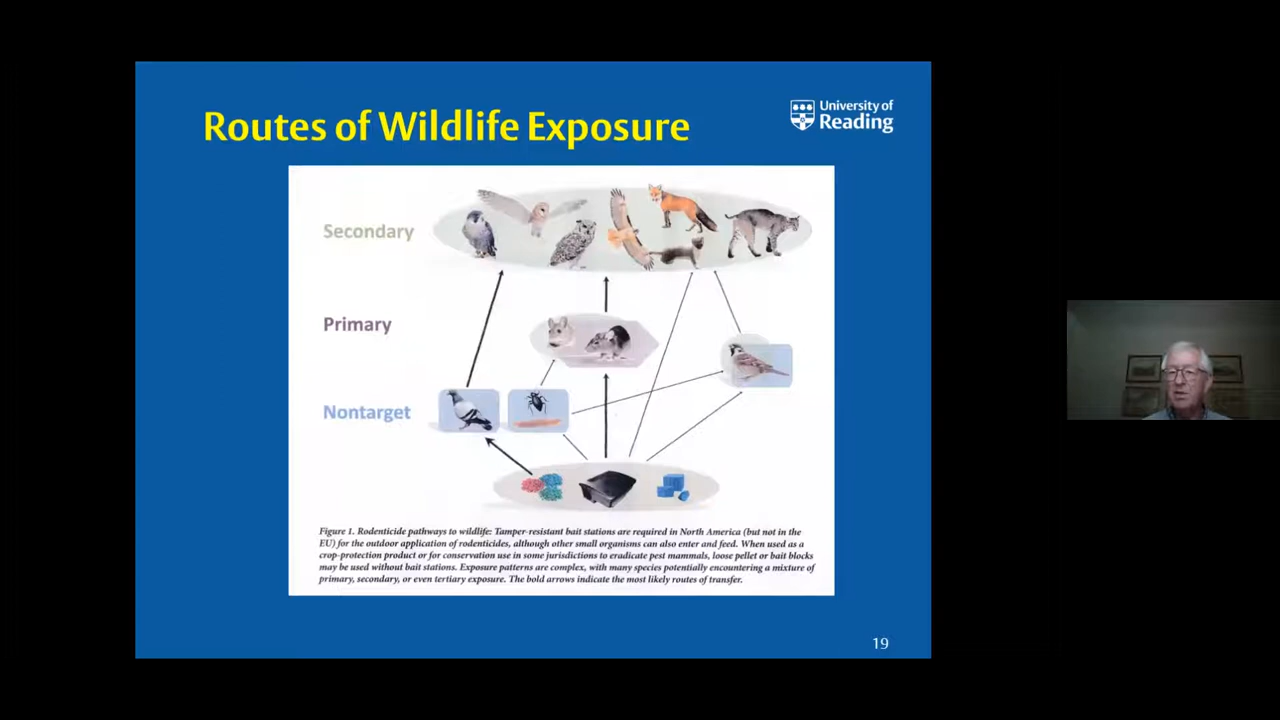 Routes of Wildlife Exposure
University of
Reading
Secondary
Primary
Nontarget
Figure 1. Rodenticide pathways to wildlife: Tamper-resistant bait stations are required in North America (but not in the
EU) for the outdoor application of rodenticides, although other small organisms can also enter and feed. When used as a
crop-protection product or for conservation use in some jurisdictions to eradicate pest mammals, loose pellet or bait blocks
may be used without bait stations. Exposure patterns are complex, with many species potentially encountering a mixture of
primary, secondary, or even tertiary exposure. The bold arrows indicate the most likely routes of transfer.
19